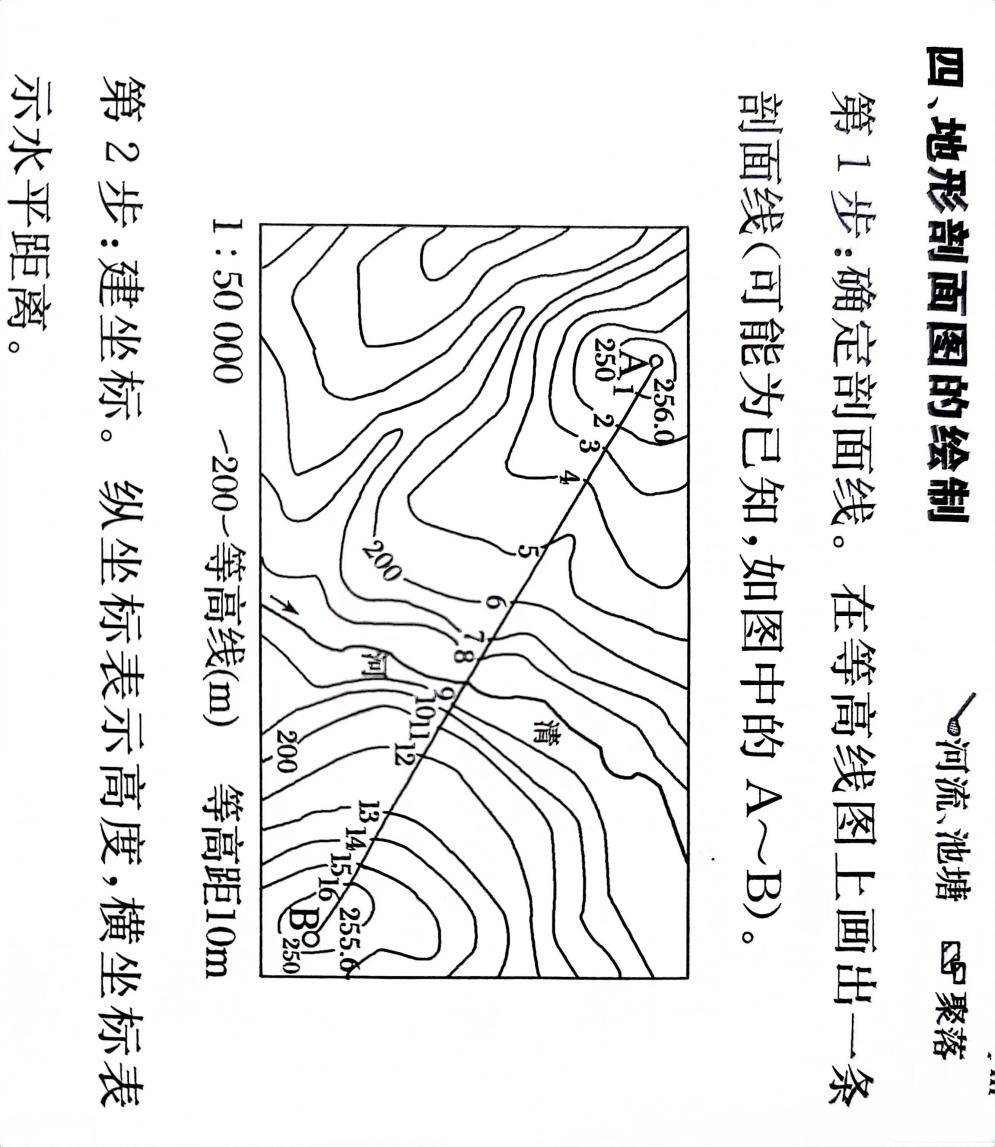 河流、池塘 聚落
四、地形剖面图的绘制
第1步:确定剖面线。在等高线图上画出一条
剖面线(可能为已知,如图中的 A～B)。
256.0
A
250
1
2
3
4
5
6
7
8
9
10
11
12
13
14
15
16
清
河
200
200
255.6
B
250
1:50 000 200 等高线(m) 等高距10m
第2步:建坐标。纵坐标表示高度,横坐标表
示水平距离。